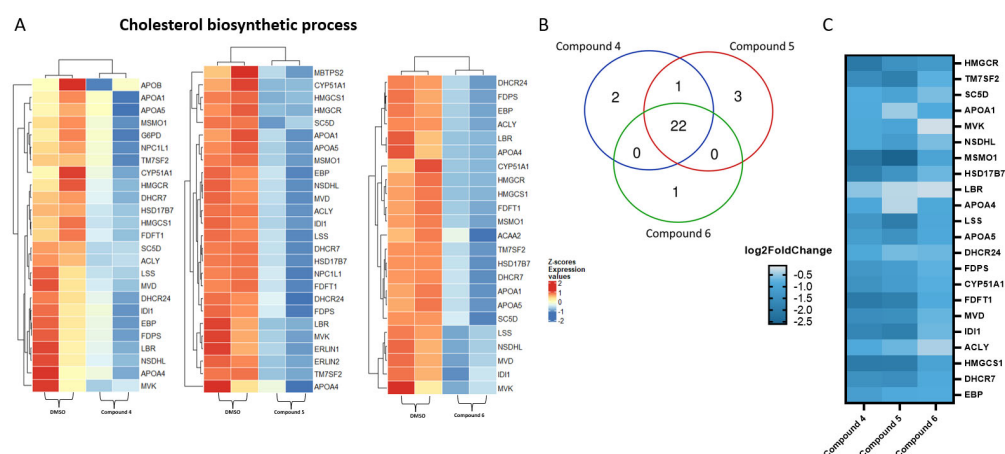 A
Cholesterol biosynthetic process
APOB
APOA1
APOA5
MSMO1
G6PD
NPC1L1
TM7SF2
CYP51A1
HMGCR
DHCR7
HSD17B7
HMGCS1
FDFT1
SC5D
ACLY
LSS
MVD
DHCR24
IDI1
EBP
FDPS
LBR
NSDHL
APOA4
MVK
DMSO
Compound 4
MBTPS2
CYP51A1
HMGCS1
HMGCR
SC5D
APOA1
APOA5
MSMO1
EBP
NSDHL
MVD
ACLY
IDI1
LSS
DHCR7
HSD17B7
NPC1L1
FDFT1
DHCR24
FDPS
LBR
MVK
ERLIN1
ERLIN2
TM7SF2
APOA4
DMSO
Compound 5
DHCR24
FDPS
EBP
ACLY
LBR
APOA4
CYP51A1
HMGCR
HMGCS1
FDFT1
MSMO1
ACAA2
TM7SF2
HSD17B7
DHCR7
APOA1
APOA5
SC5D
LSS
NSDHL
MVD
IDI1
MVK
DMSO
Compound 6
Z-scores
Expression
values
2
1
0
-1
-2
B
Compound 4
Compound 5
2
1
3
22
0
0
1
Compound 6
C
HMGCR
TM7SF2
SC5D
APOA1
MVK
NSDHL
MSMO1
HSD17B7
LBR
APOA4
LSS
APOA5
DHCR24
FDPS
CYP51A1
FDFT1
MVD
IDI1
ACLY
HMGCS1
DHCR7
EBP
log2FoldChange
-0.5
-1.0
-1.5
-2.0
-2.5
Compound 4
Compound 5
Compound 6